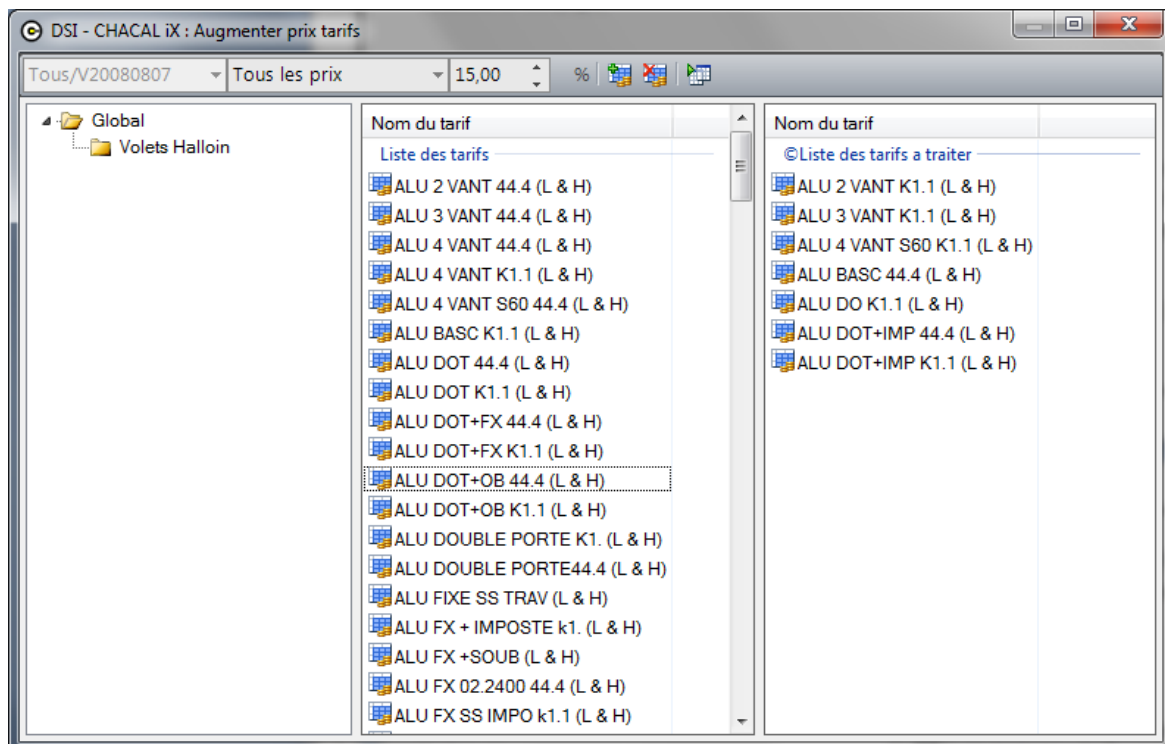 DSI - CHACAL iX : Augmenter prix tarifs
Tous/V20080807 Tous les prix 15,00 %
Global
Volets Halloin
Nom du tarif
Liste des tarifs
ALU 2 VANT 44.4 (L & H)
ALU 3 VANT 44.4 (L & H)
ALU 4 VANT 44.4 (L & H)
ALU 4 VANT K1.1 (L & H)
ALU 4 VANT S60 44.4 (L & H)
ALU BASC K1.1 (L & H)
ALU DOT 44.4 (L & H)
ALU DOT K1.1 (L & H)
ALU DOT+FX 44.4 (L & H)
ALU DOT+FX K1.1 (L & H)
ALU DOT+OB 44.4 (L & H)
ALU DOT+OB K1.1 (L & H)
ALU DOUBLE PORTE K1. (L & H)
ALU DOUBLE PORTE44.4 (L & H)
ALU FIXE SS TRAV (L & H)
ALU FX + IMPOSTE k1. (L & H)
ALU FX +SOUB (L & H)
ALU FX 02.2400 44.4 (L & H)
ALU FX SS IMPO k1.1 (L & H)
Nom du tarif
©Liste des tarifs a traiter
ALU 2 VANT K1.1 (L & H)
ALU 3 VANT K1.1 (L & H)
ALU 4 VANT S60 K1.1 (L & H)
ALU BASC 44.4 (L & H)
ALU DO K1.1 (L & H)
ALU DOT+IMP 44.4 (L & H)
ALU DOT+IMP K1.1 (L & H)